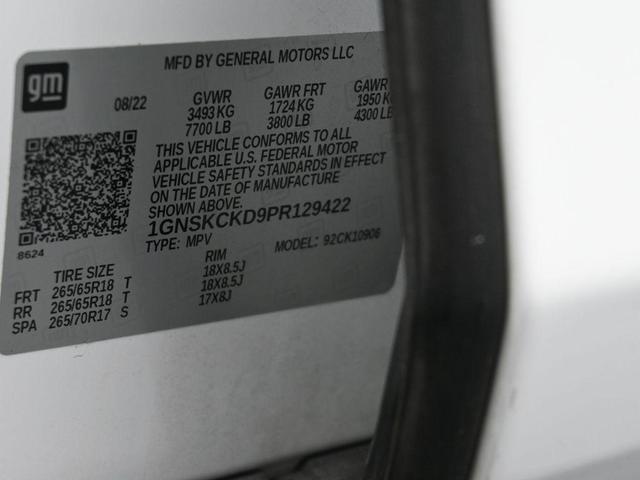 gm
MFD BY GENERAL MOTORS LLC
08/22
GVWR GAWR FRT GAWR
3493 KG 1724 KG 1950 K
7700 LB 3800 LB 4300 LB
THIS VEHICLE CONFORMS TO ALL
APPLICABLE U.S. FEDERAL MOTOR
VEHICLE SAFETY STANDARDS IN EFFECT
ON THE DATE OF MANUFACTURE
SHOWN ABOVE.
1GNSKCKD9PR129422
8624
TYPE: MPV MODEL: 92CK10906
TIRE SIZE RIM
FRT 265/65R18 T 18X8.5J
RR 265/65R18 T 18X8.5J
SPA 265/70R17 S 17X8J